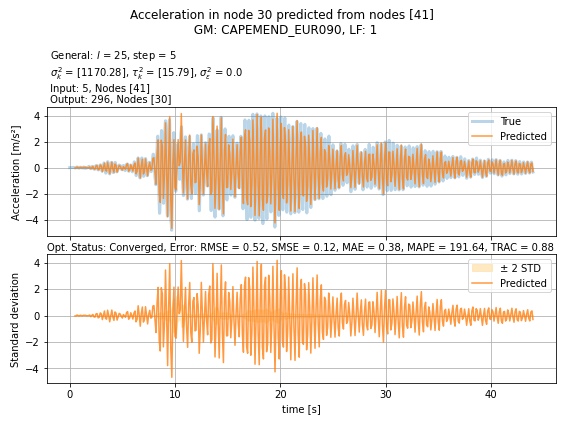 Acceleration in node 30 predicted from nodes [41]
GM: CAPEMEND_EUR090, LF: 1
General: l = 25, step = 5
σ²ₖ = [1170.28], τ²ₖ = [15.79], σ²ε = 0.0
Input: 5, Nodes [41]
Output: 296, Nodes [30]
Acceleration [m/s²]
4
2
0
−2
−4
True
Predicted
Opt. Status: Converged, Error: RMSE = 0.52, SMSE = 0.12, MAE = 0.38, MAPE = 191.64, TRAC = 0.88
Standard deviation
4
2
0
−2
−4
± 2 STD
Predicted
0 10 20 30 40
time [s]